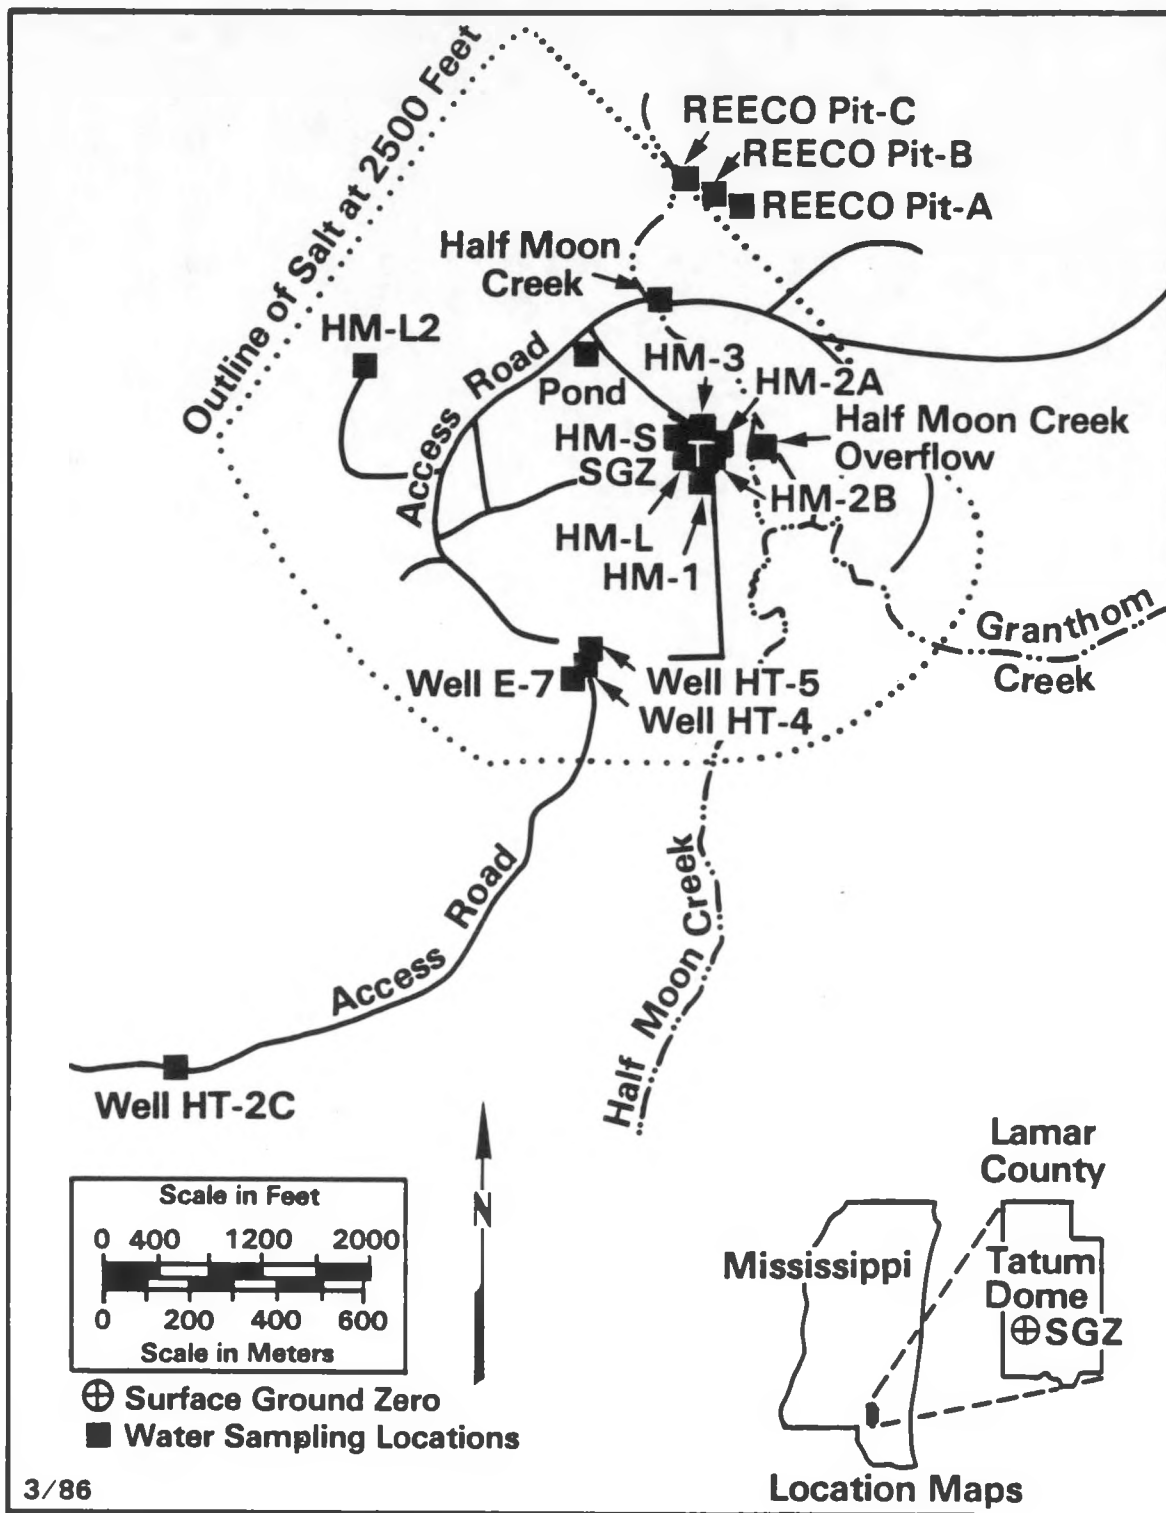 Outline of Salt at 2500 Feet
REECO Pit-C
REECO Pit-B
REECO Pit-A
Half Moon
Creek
HM-L2
Access Road
Pond
HM-3
HM-2A
HM-S
SGZ
T
Half Moon Creek
Overflow
HM-2B
HM-L
HM-1
Granthom
Creek
Well E-7
Well HT-5
Well HT-4
Access Road
Half Moon Creek
Well HT-2C
N
Scale in Feet
0 400 1200 2000
0 200 400 600
Scale in Meters
Surface Ground Zero
Water Sampling Locations
Lamar
County
Mississippi
Tatum
Dome
SGZ
Location Maps
3/86